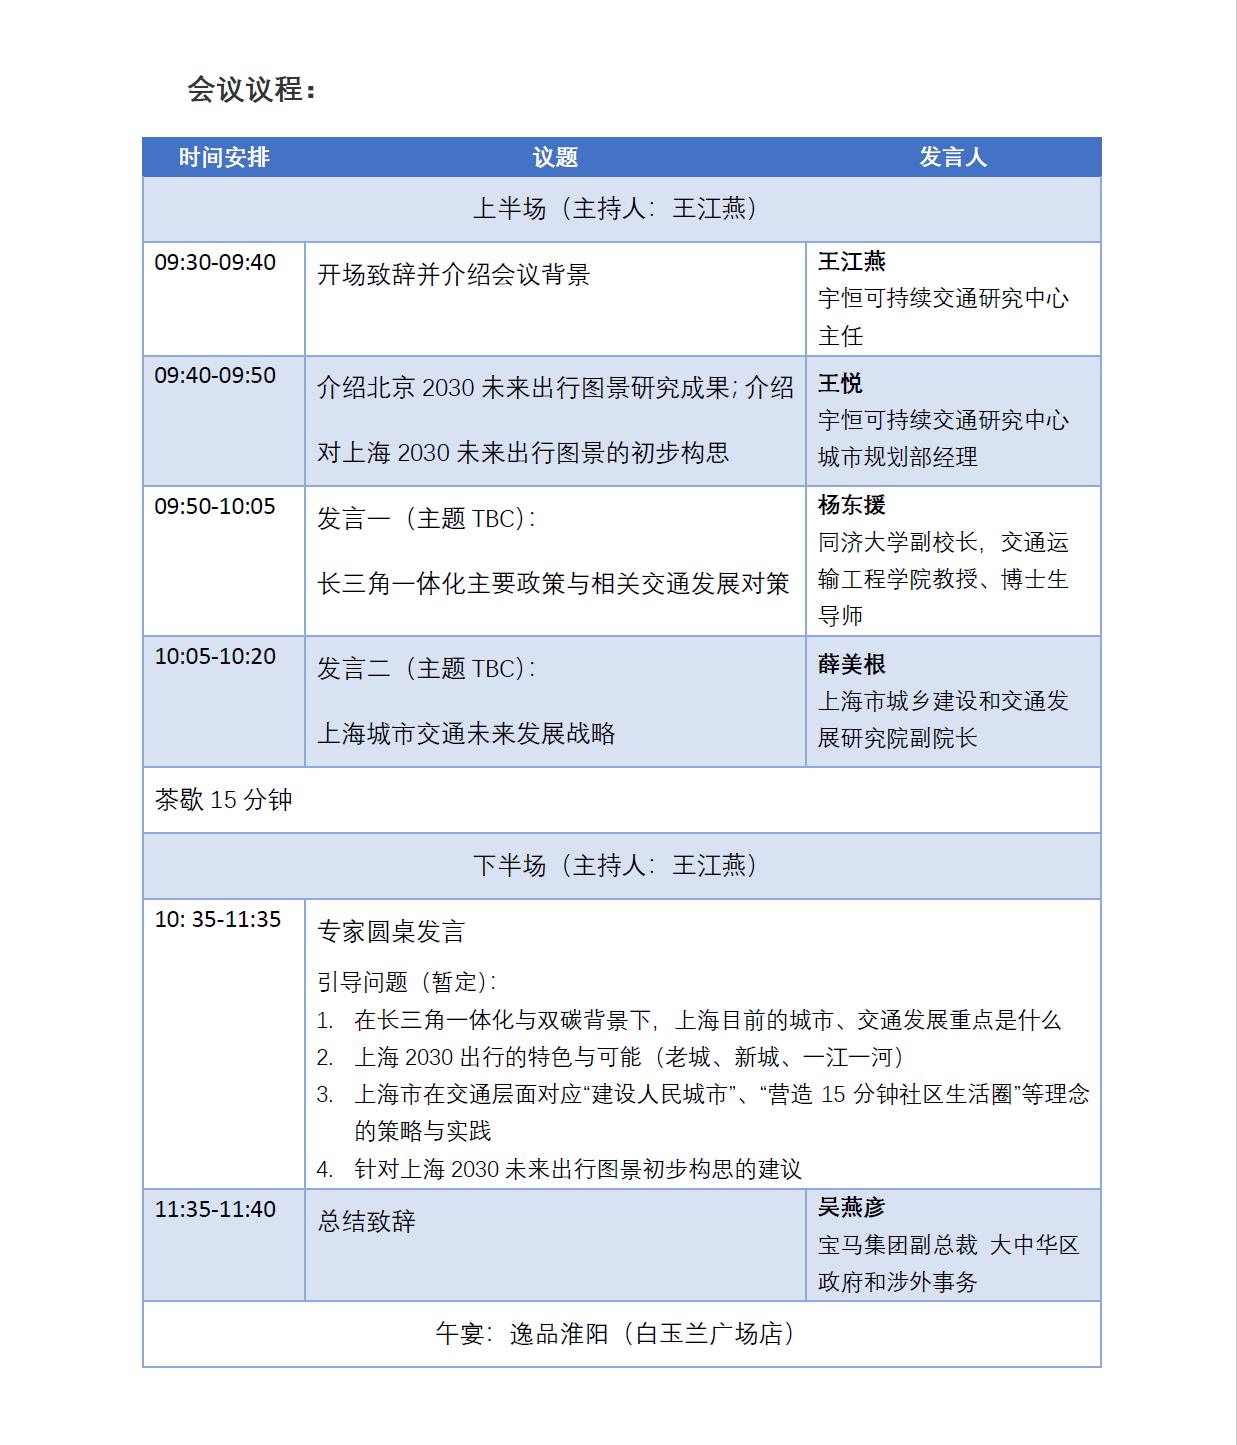 会议议程：
时间安排 议题 发言人
上半场（主持人：王江燕）
09:30-09:40
开场致辞并介绍会议背景
王江燕
宇恒可持续交通研究中心
主任
09:40-09:50
介绍北京 2030 未来出行图景研究成果；介绍
对上海 2030 未来出行图景的初步构思
王悦
宇恒可持续交通研究中心
城市规划部经理
09:50-10:05
发言一（主题 TBC）：
长三角一体化主要政策与相关交通发展对策
杨东援
同济大学副校长，交通运
输工程学院教授、博士生
导师
10:05-10:20
发言二（主题 TBC）：
上海城市交通未来发展战略
薛美根
上海市城乡建设和交通发
展研究院副院长
茶歇 15 分钟
下半场（主持人：王江燕）
10: 35-11:35
专家圆桌发言
引导问题（暂定）：
1. 在长三角一体化与双碳背景下，上海目前的城市、交通发展重点是什么
2. 上海 2030 出行的特色与可能（老城、新城、一江一河）
3. 上海市在交通层面对应“建设人民城市”、“营造 15 分钟社区生活圈”等理念
的策略与实践
4. 针对上海 2030 未来出行图景初步构思的建议
11:35-11:40
总结致辞
吴燕彦
宝马集团副总裁 大中华区
政府和涉外事务
午宴：逸品淮阳（白玉兰广场店）